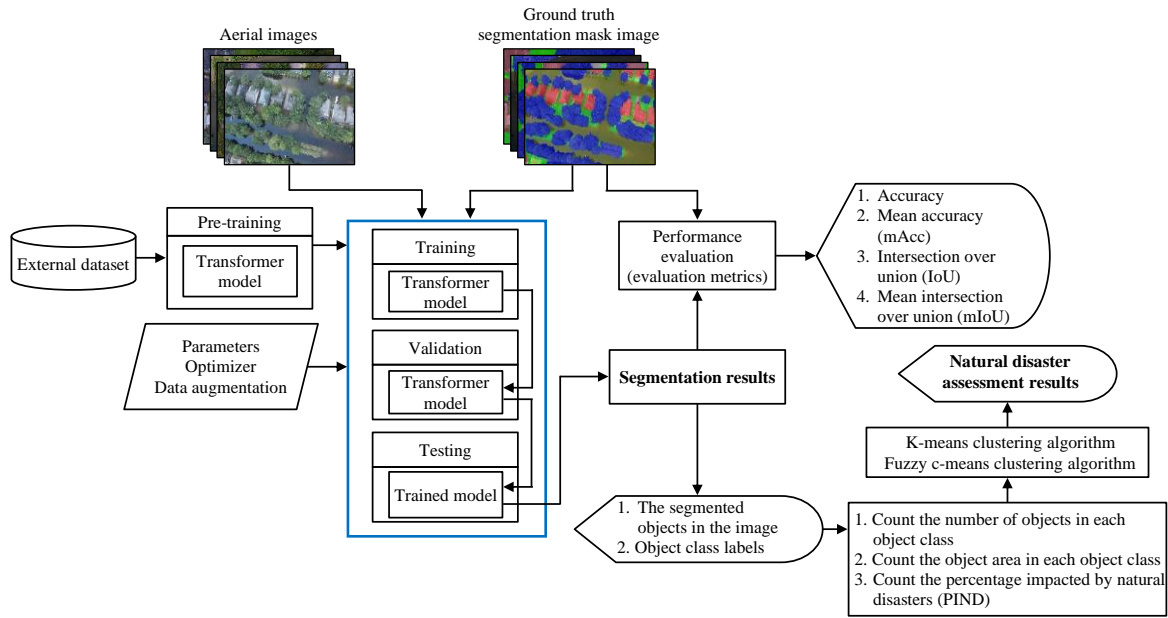 Aerial images
Ground truth
segmentation mask image
External dataset
Pre-training
Transformer
model
Parameters
Optimizer
Data augmentation
Training
Transformer
model
Validation
Transformer
model
Testing
Trained model
Performance
evaluation
(evaluation metrics)
1. Accuracy
2. Mean accuracy
(mAcc)
3. Intersection over
union (IoU)
4. Mean intersection
over union (mIoU)
Segmentation results
1. The segmented
objects in the image
2. Object class labels
1. Count the number of objects in each
object class
2. Count the object area in each object class
3. Count the percentage impacted by natural
disasters (PIND)
K-means clustering algorithm
Fuzzy c-means clustering algorithm
Natural disaster
assessment results